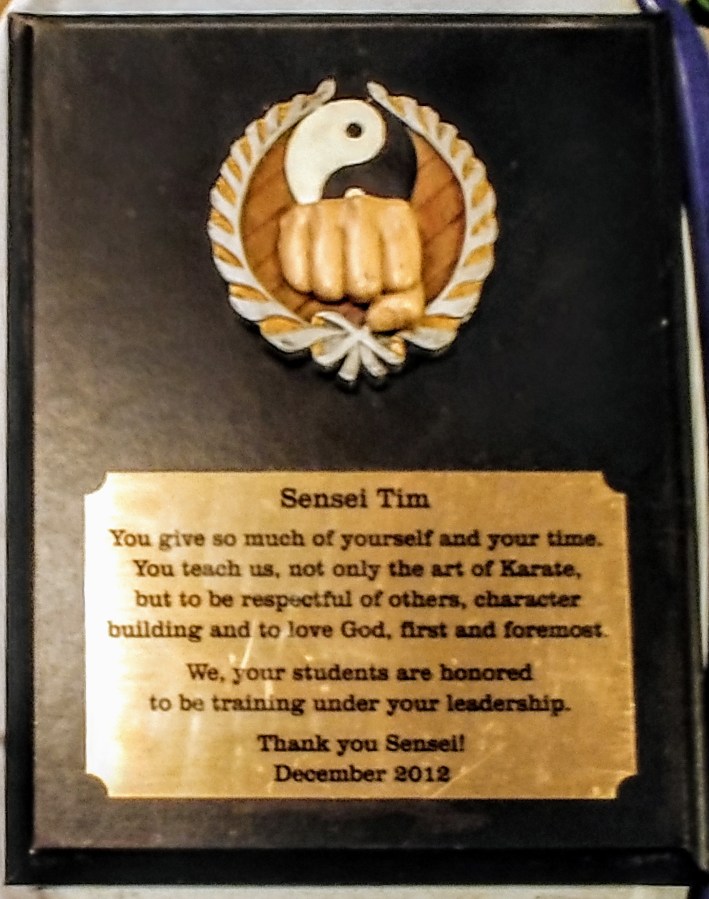 Sensei Tim
You give so much of yourself and your time.
You teach us, not only the art of Karate,
but to be respectful of others, character
building and to love God, first and foremost.
We, your students are honored
to be training under your leadership.
Thank you Sensei!
December 2012